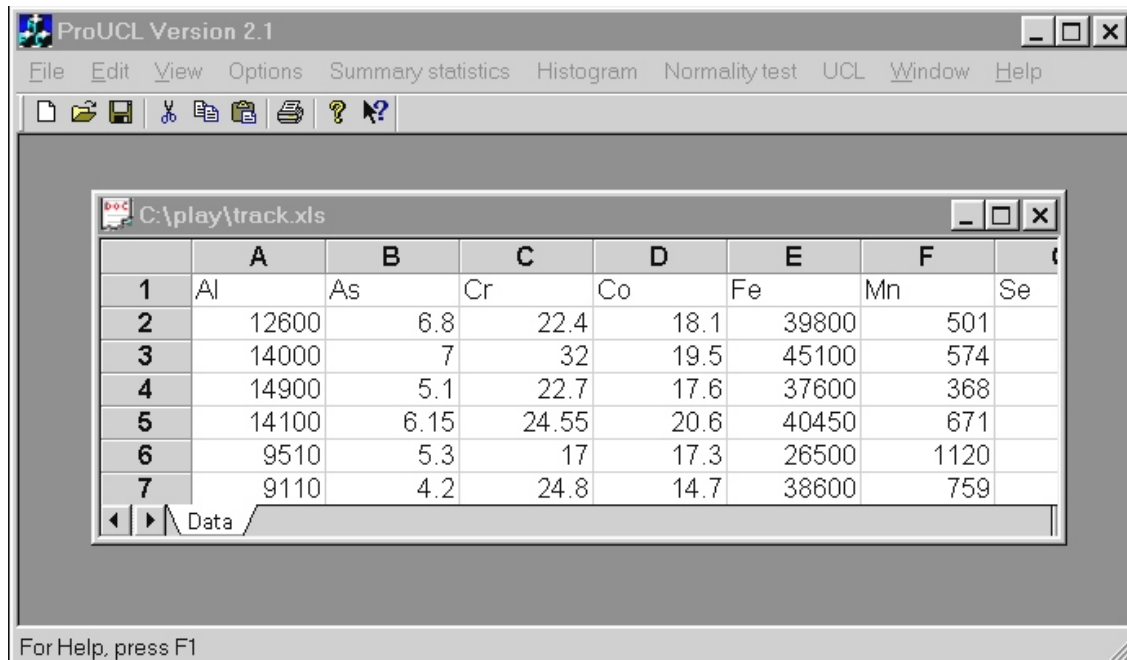 ProUCL Version 2.1
File Edit View Options Summary statistics Histogram Normality test UCL Window Help
DOC C:\play\track.xls
A B C D E F
1 Al As Cr Co Fe Mn Se
2 12600 6.8 22.4 18.1 39800 501
3 14000 7 32 19.5 45100 574
4 14900 5.1 22.7 17.6 37600 368
5 14100 6.15 24.55 20.6 40450 671
6 9510 5.3 17 17.3 26500 1120
7 9110 4.2 24.8 14.7 38600 759
Data
For Help, press F1